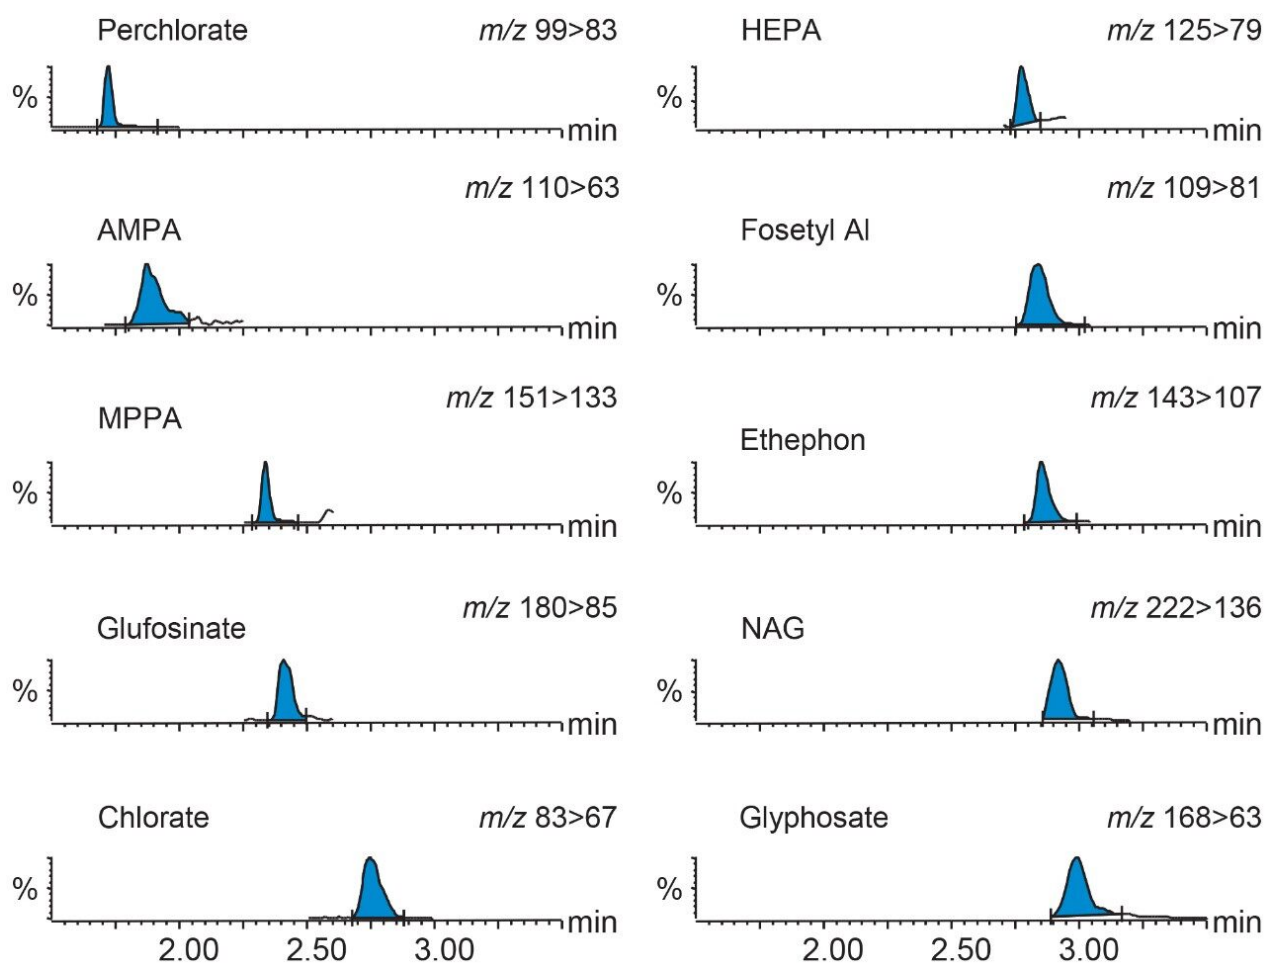 Perchlorate m/z 99>83
%
min
AMPA m/z 110>63
%
min
MPPA m/z 151>133
%
min
Glufosinate m/z 180>85
%
min
Chlorate m/z 83>67
%
min
2.00 2.50 3.00
HEPA m/z 125>79
%
min
Fosetyl Al m/z 109>81
%
min
Ethephon m/z 143>107
%
min
NAG m/z 222>136
%
min
Glyphosate m/z 168>63
%
min
2.00 2.50 3.00